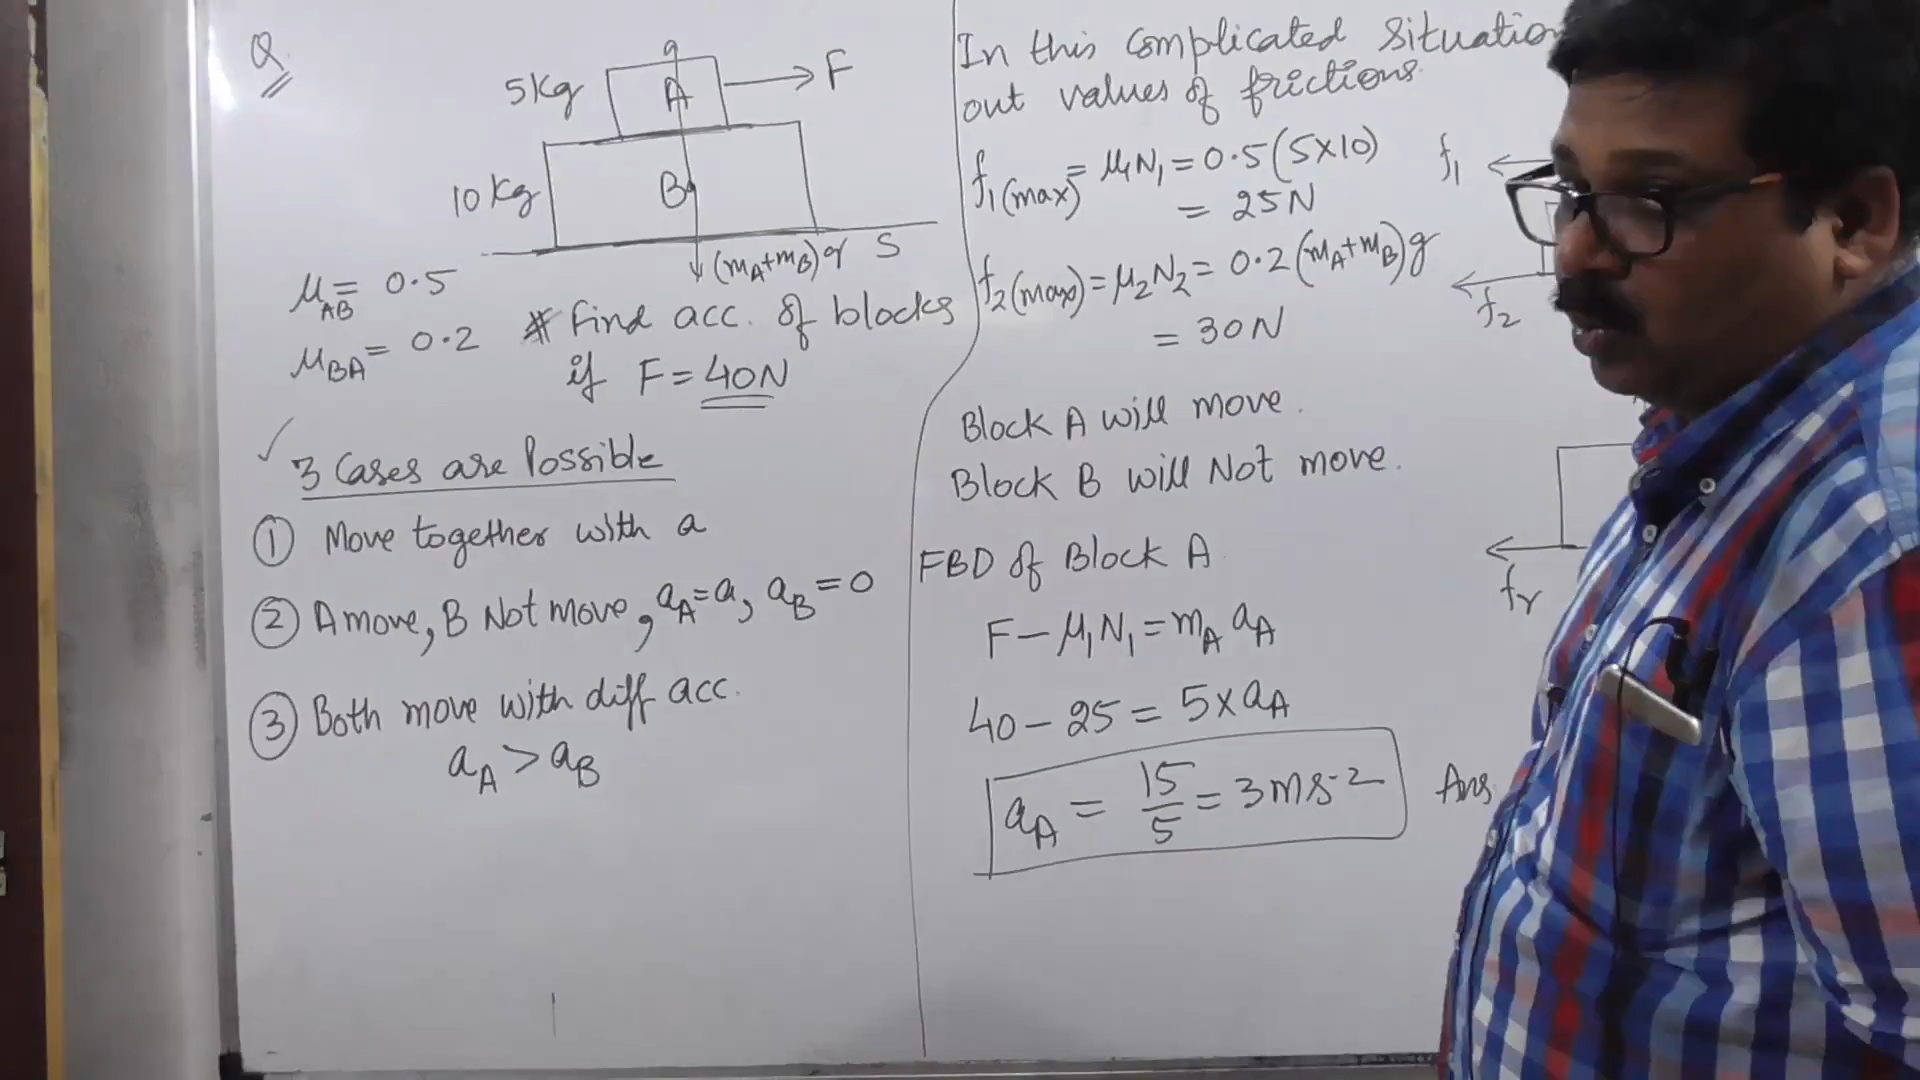 Q.
g
5kg A F
10kg B
(mA+mB)g S
μAB = 0.5
μBA = 0.2
# Find acc. of blocks
if F = 40N
3 Cases are Possible
① Move together with a
② A move, B Not move, aA=a, aB=0
③ Both move with diff acc.
aA > aB
In this complicated situation
out values of frictions.
f1(max) = μ1N1 = 0.5(5×10)
= 25N
f2(max) = μ2N2 = 0.2(mA+mB)g
= 30N
f1
f2
Block A will move.
Block B will Not move.
FBD of Block A
F – μ1N1 = mA aA
40 – 25 = 5×aA
aA = 15/5 = 3ms-2 Ans
fr